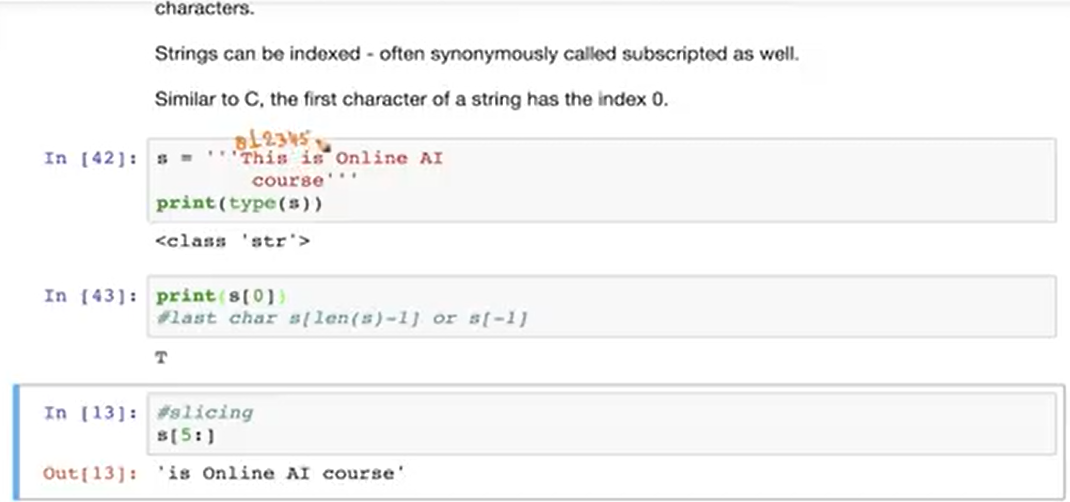 characters.
Strings can be indexed - often synonymously called subscripted as well.
Similar to C, the first character of a string has the index 0.
012345
In [42]: s = '''This is Online AI
course'''
print(type(s))
<class 'str'>
In [43]: print(s[0])
#last char s[len(s)-1] or s[-1]
T
In [13]: #slicing
s[5:]
Out[13]: 'is Online AI course'